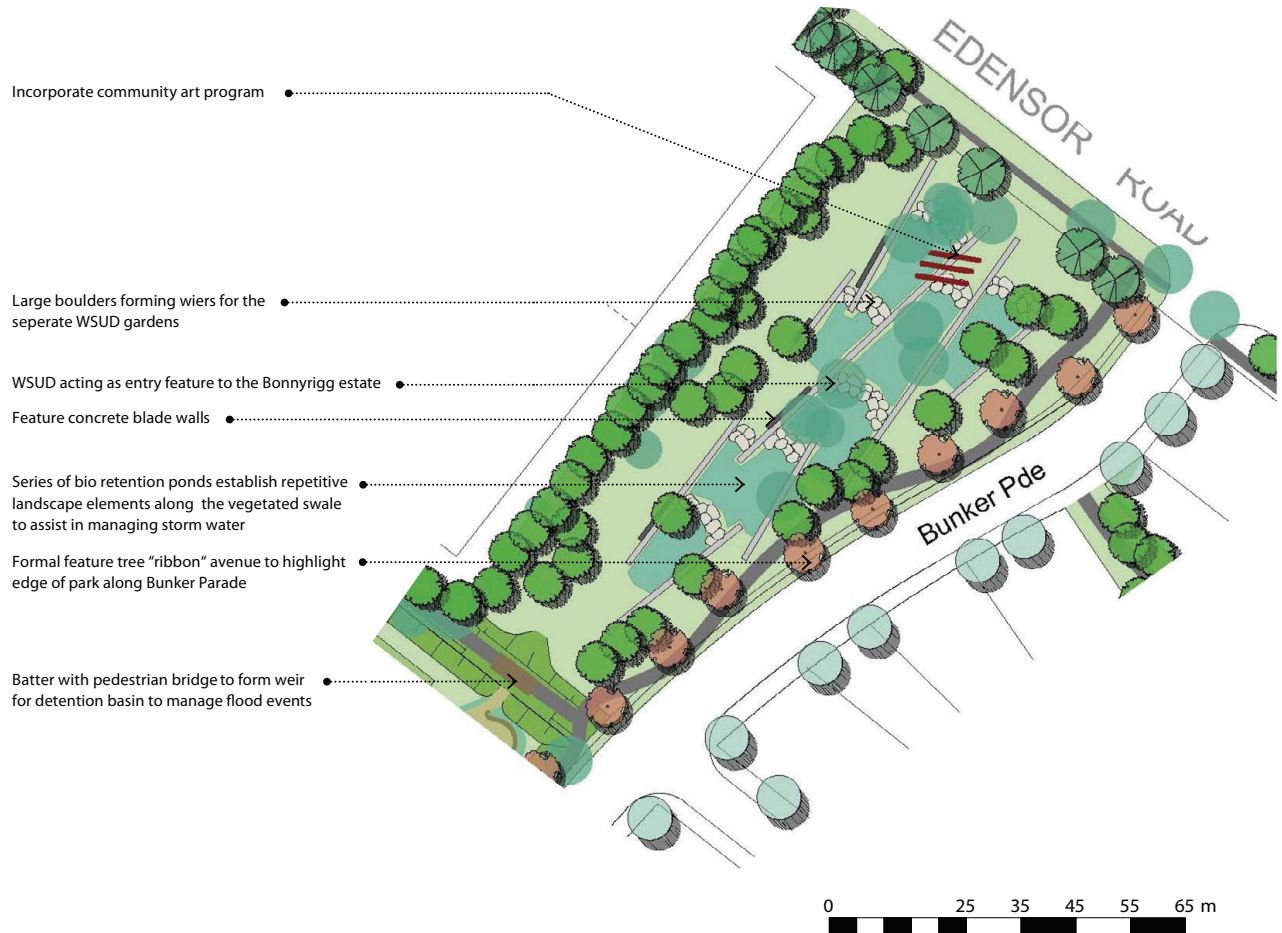 EDENSOR ROAD
Incorporate community art program
Large boulders forming wiers for the
seperate WSUD gardens
WSUD acting as entry feature to the Bonnyrigg estate
Feature concrete blade walls
Series of bio retention ponds establish repetitive
landscape elements along the vegetated swale
to assist in managing storm water
Formal feature tree “ribon“ avenue to highlight
edge of park along Bunker Parade
Batter with pedestrian bridge to form weir
for detention basin to manage flood events
Bunker Pde
0 25 35 45 55 65 m